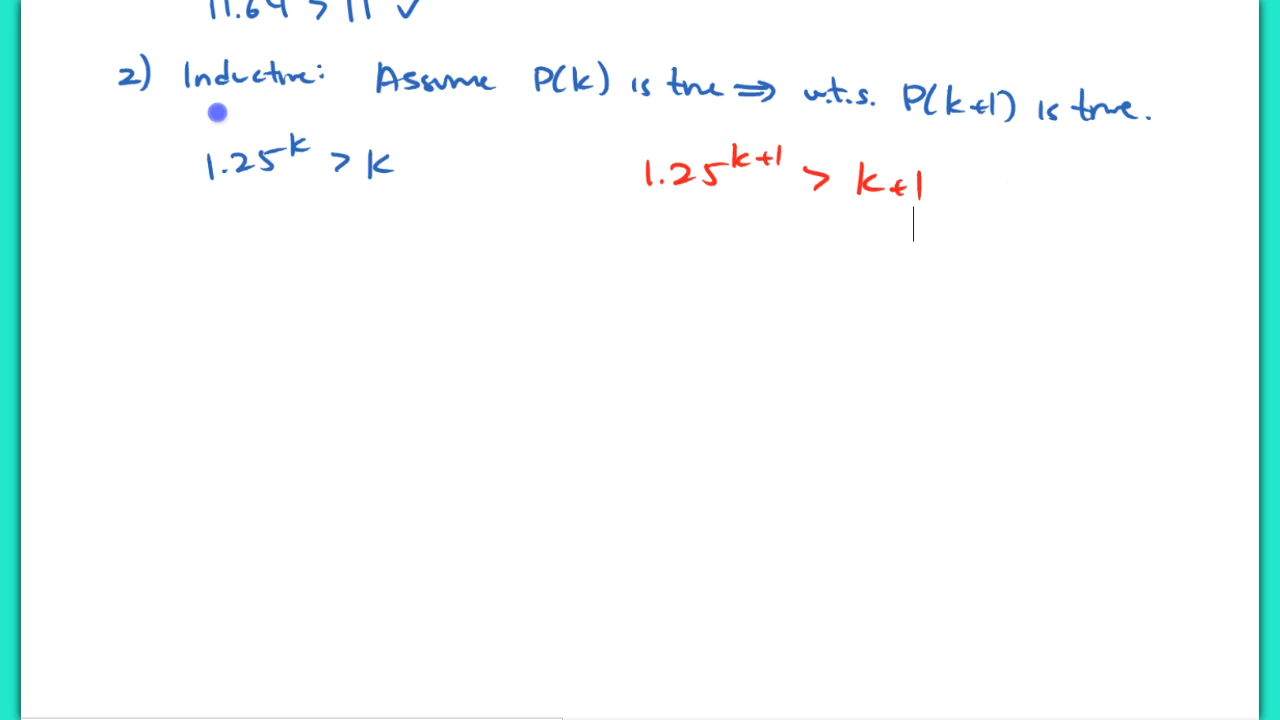 11.64 > 11 ✓
2) Inductive: Assume P(k) is true ⟹ w.t.s. P(k+1) is true.
1.25^k > k 1.25^{k+1} > k+1